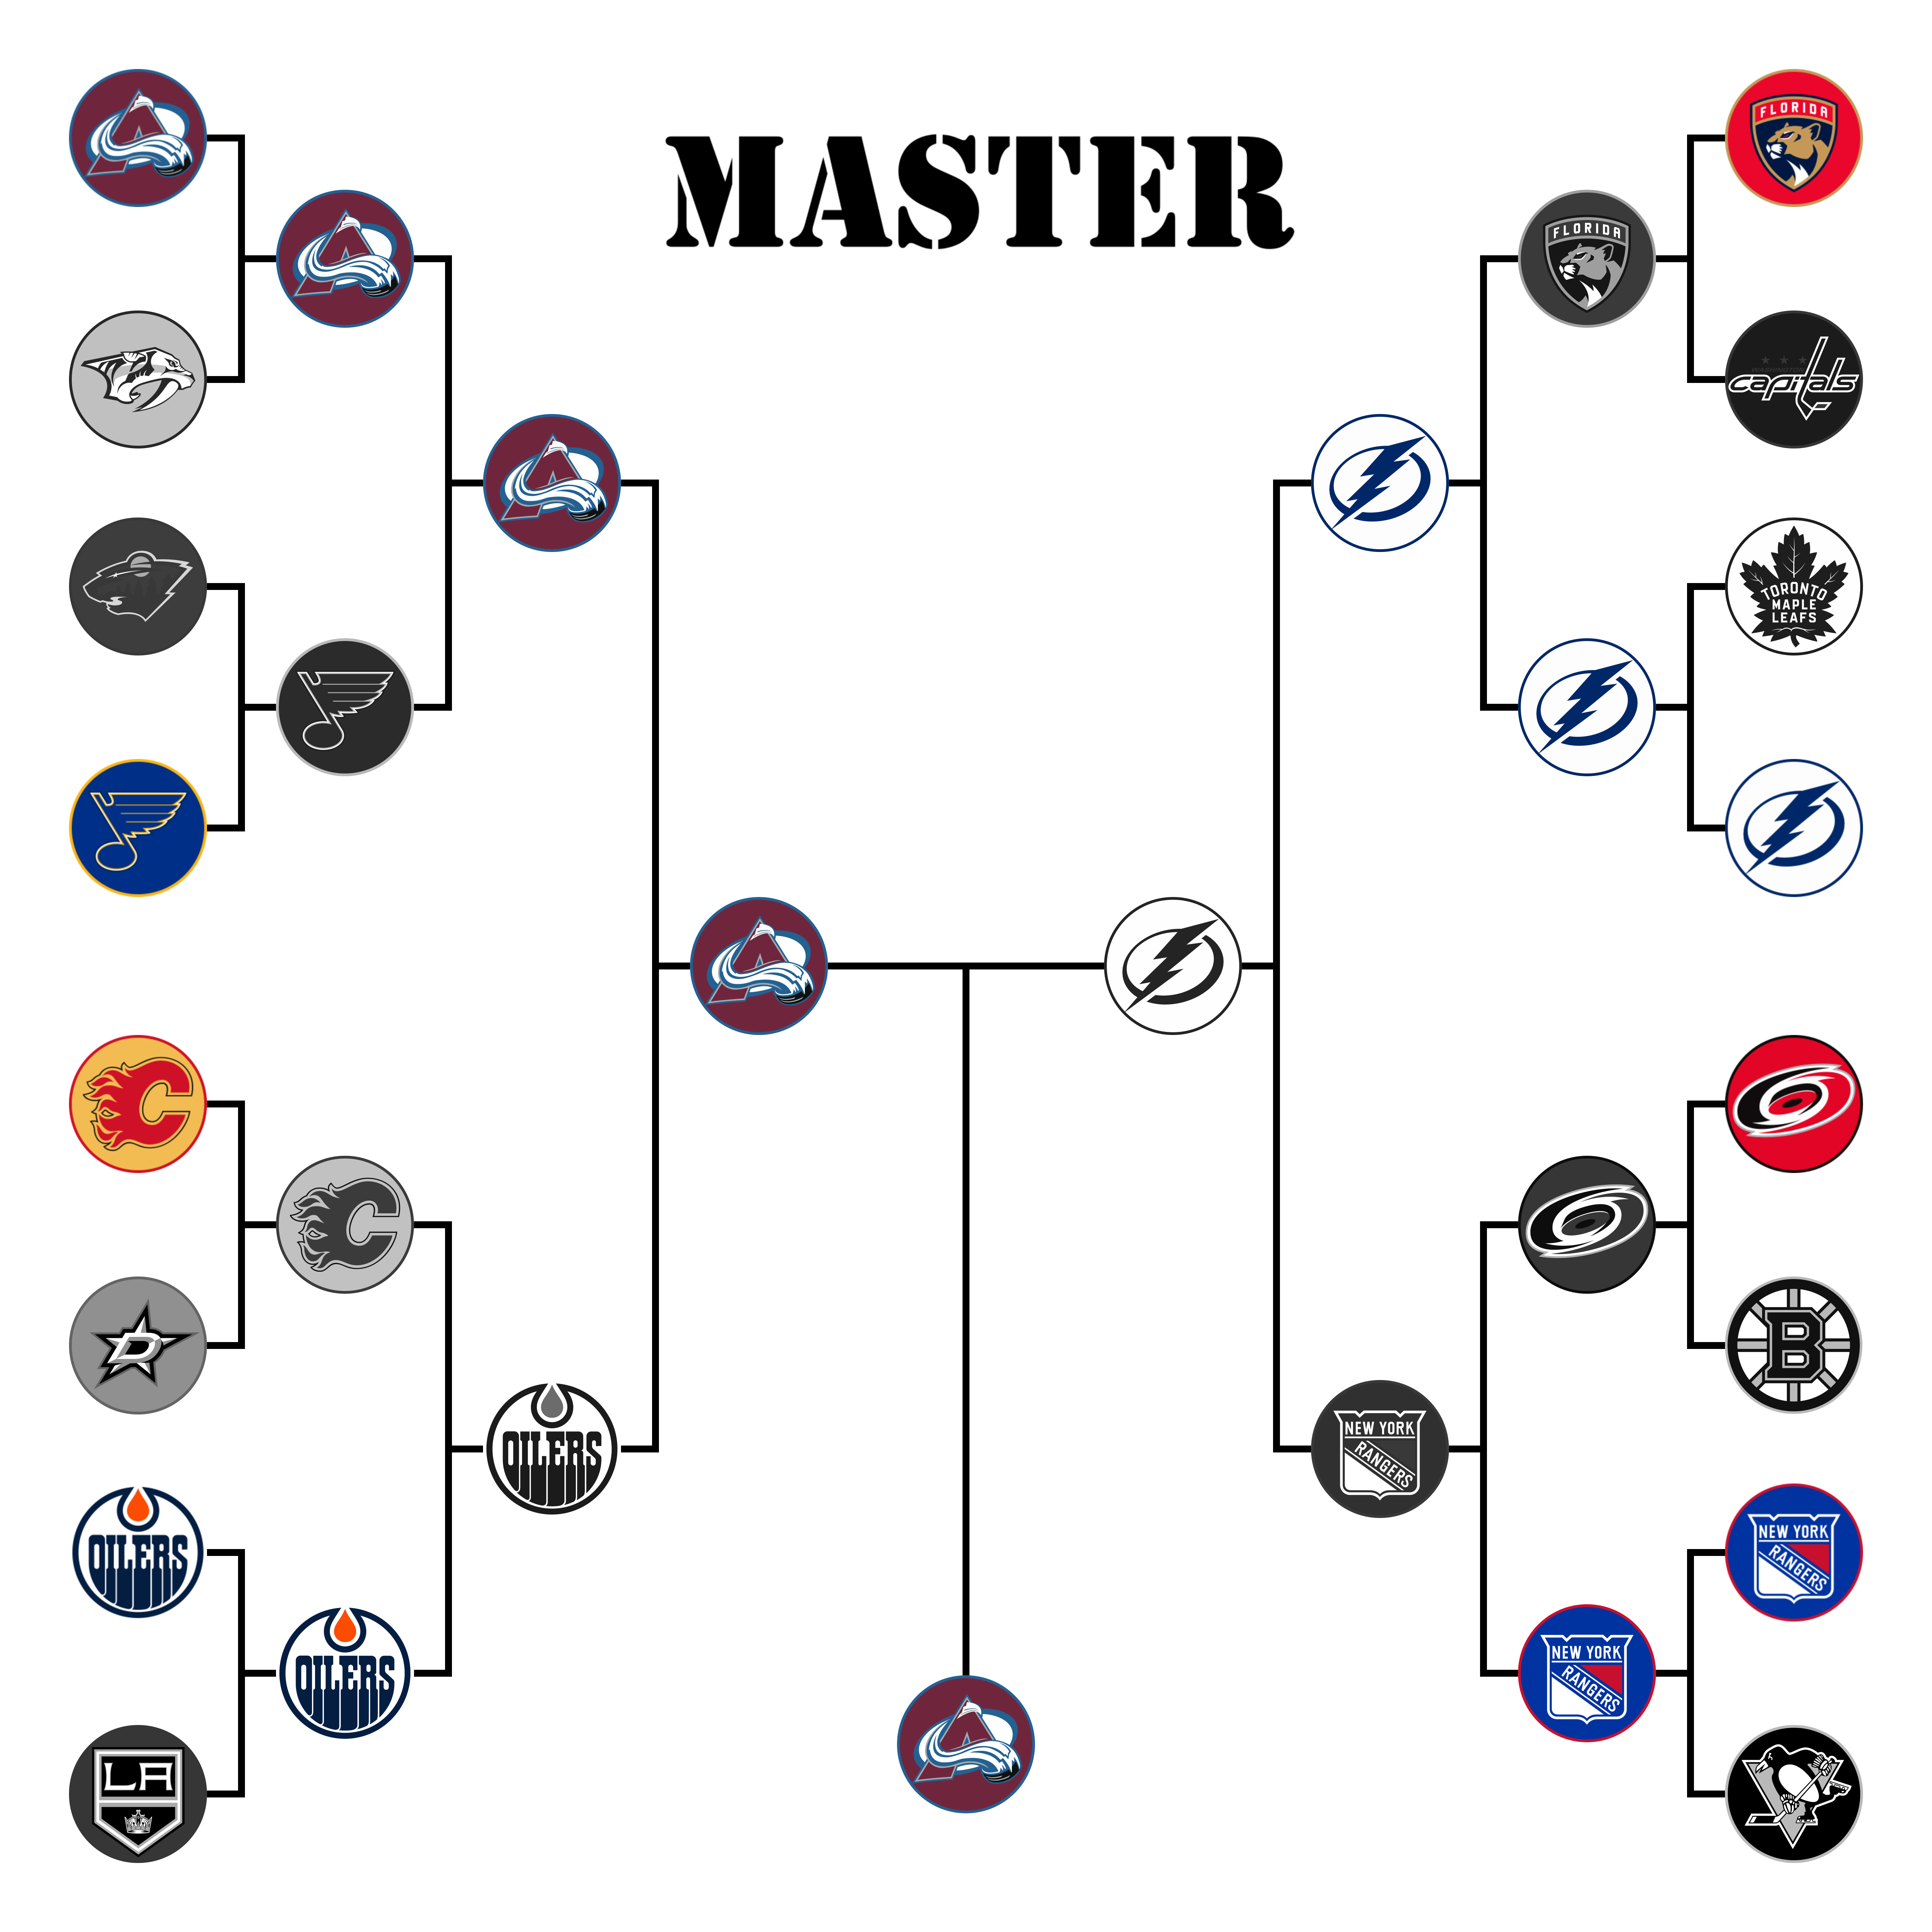 MASTER
FLORIDA
FLORIDA
WASHINGTON
capitals
TORONTO
MAPLE
LEAFS
C
C
D
B
OILERS
NEW YORK
RANGERS
OILERS
NEW YORK
RANGERS
OILERS
NEW YORK
RANGERS
LA